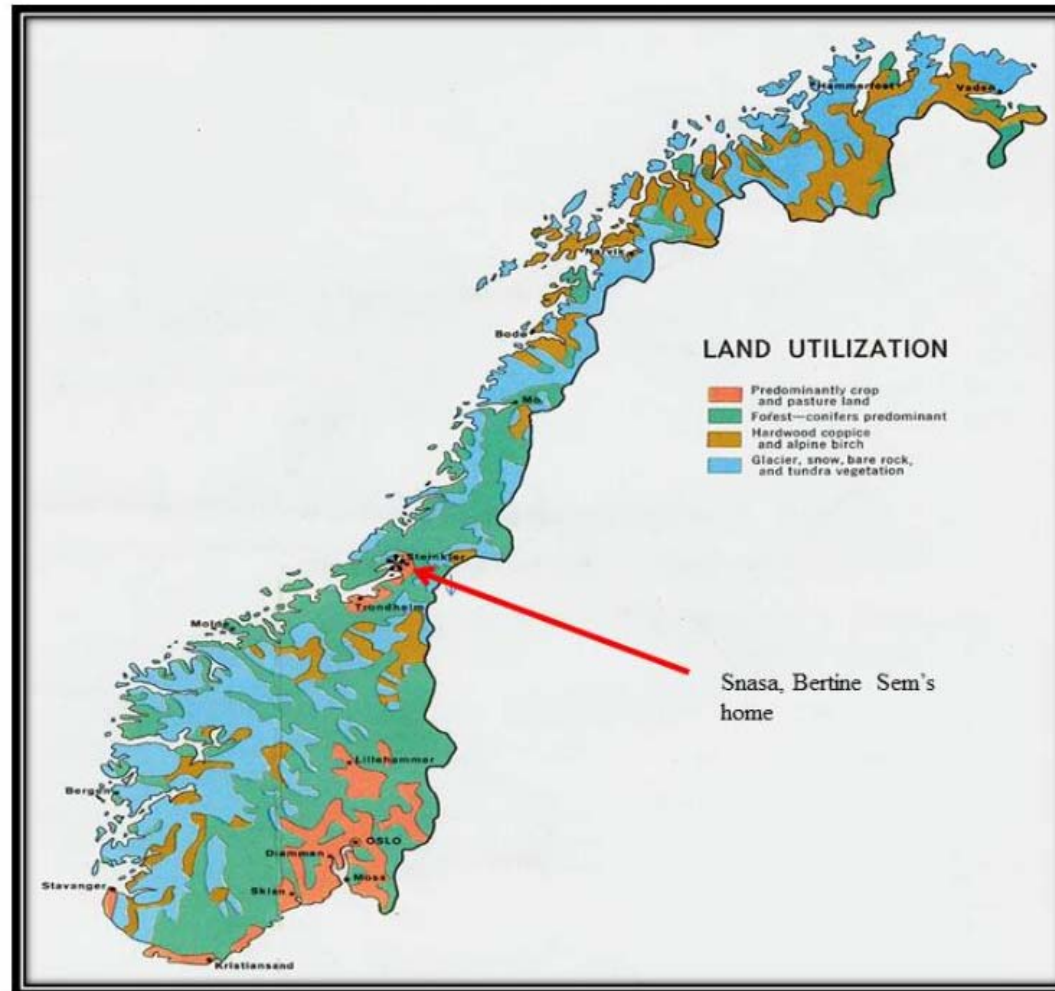 Hammerfest
Vadso
Narvik
Bodo
LAND UTILIZATION
Predominantly crop
and pasture land
Forest—conifers predominant
Hardwood coppice
and alpine birch
Glacier, snow, bare rock,
and tundra vegetation
Mo
Steinkjer
Trondheim
Molde
Snasa, Bertine Sem's
home
Lillehammer
Bergen
OSLO
Drammen
Moss
Stavanger
Skien
Kristiansand